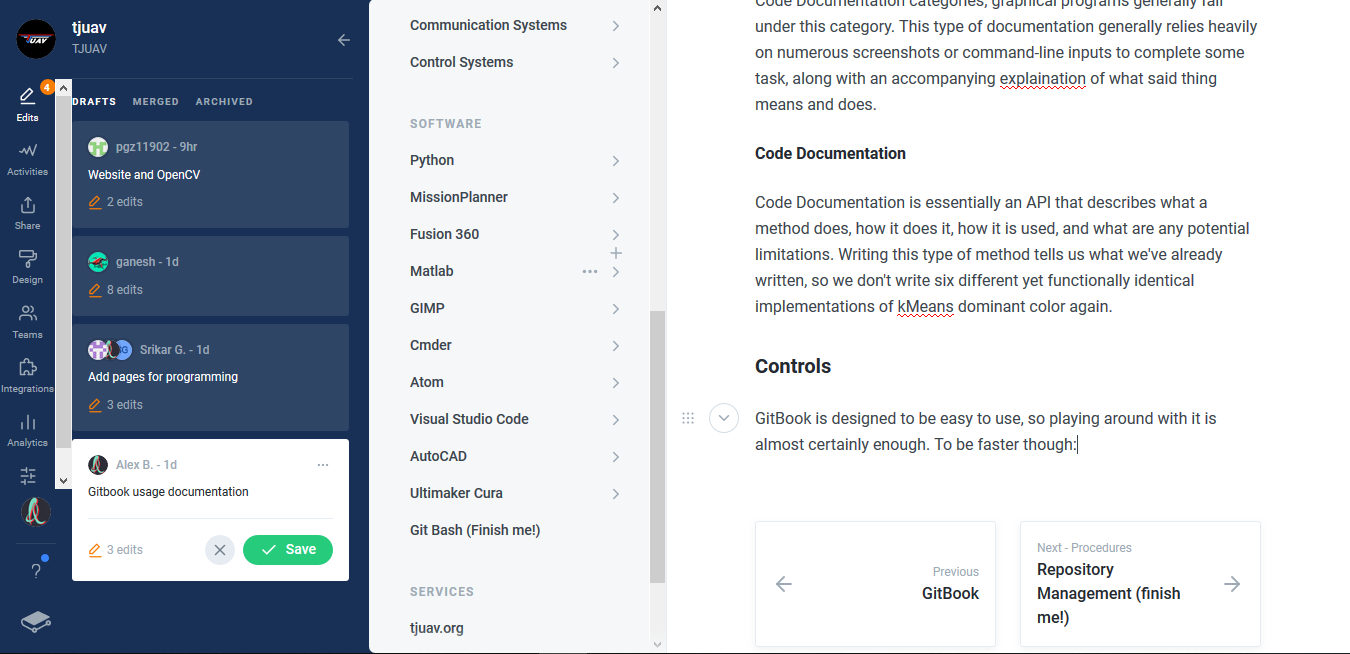 tjuav
TJUAV
4
Edits
Activities
Share
Design
Teams
Integrations
Analytics
?
DRAFTS MERGED ARCHIVED
pgz11902 - 9hr
Website and OpenCV
2 edits
ganesh - 1d
8 edits
Srikar G. - 1d
Add pages for programming
3 edits
Alex B. - 1d
Gitbook usage documentation
3 edits
Save
Communication Systems
Control Systems
SOFTWARE
Python
MissionPlanner
Fusion 360
Matlab
GIMP
Cmder
Atom
Visual Studio Code
AutoCAD
Ultimaker Cura
Git Bash (Finish me!)
SERVICES
tjuav.org
Code Documentation categories, graphical programs generally fall
under this category. This type of documentation generally relies heavily
on numerous screenshots or command-line inputs to complete some
task, along with an accompanying explaination of what said thing
means and does.
Code Documentation
Code Documentation is essentially an API that describes what a
method does, how it does it, how it is used, and what are any potential
limitations. Writing this type of method tells us what we've already
written, so we don't write six different yet functionally identical
implementations of kMeans dominant color again.
Controls
GitBook is designed to be easy to use, so playing around with it is
almost certainly enough. To be faster though:
Previous
GitBook
Next - Procedures
Repository
Management (finish
me!)